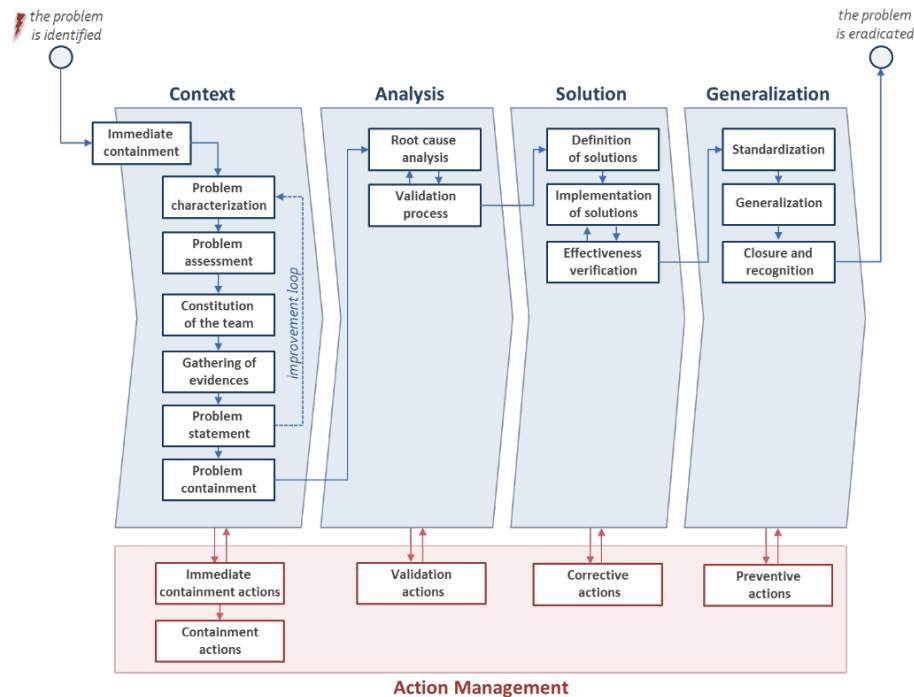 the problem
is identified
the problem
is eradicated
Context
Analysis
Solution
Generalization
Immediate
containment
Problem
characterization
Problem
assessment
Constitution
of the team
Gathering of
evidences
Problem
statement
Problem
containment
improvement loop
Root cause
analysis
Validation
process
Definition
of solutions
Implementation
of solutions
Effectiveness
verification
Standardization
Generalization
Closure and
recognition
Immediate
containment actions
Containment
actions
Validation
actions
Corrective
actions
Preventive
actions
Action Management